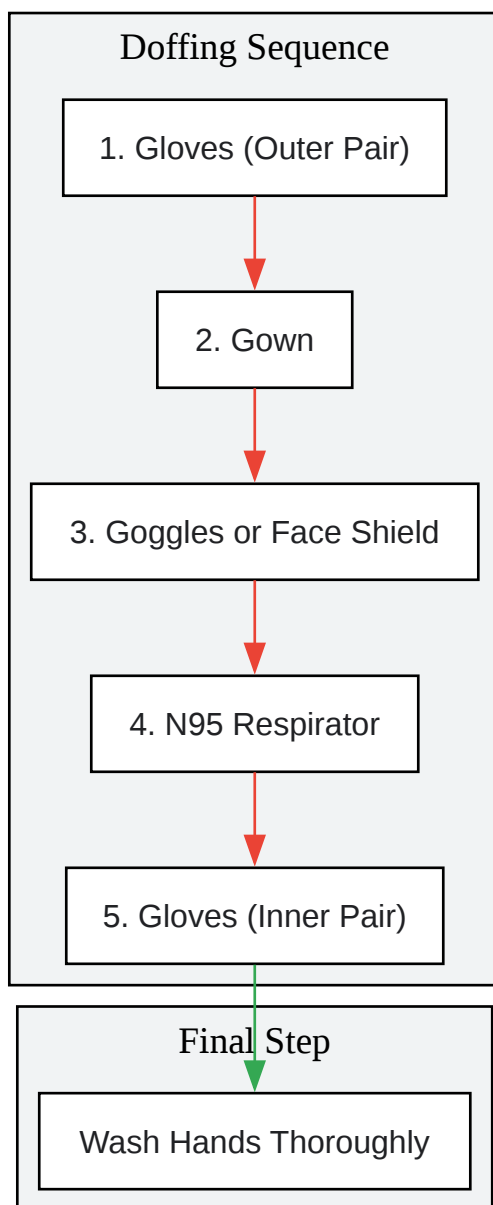 Doffing Sequence
1. Gloves (Outer Pair)
2. Gown
3. Goggles or Face Shield
4. N95 Respirator
5. Gloves (Inner Pair)
Final Step
Wash Hands Thoroughly